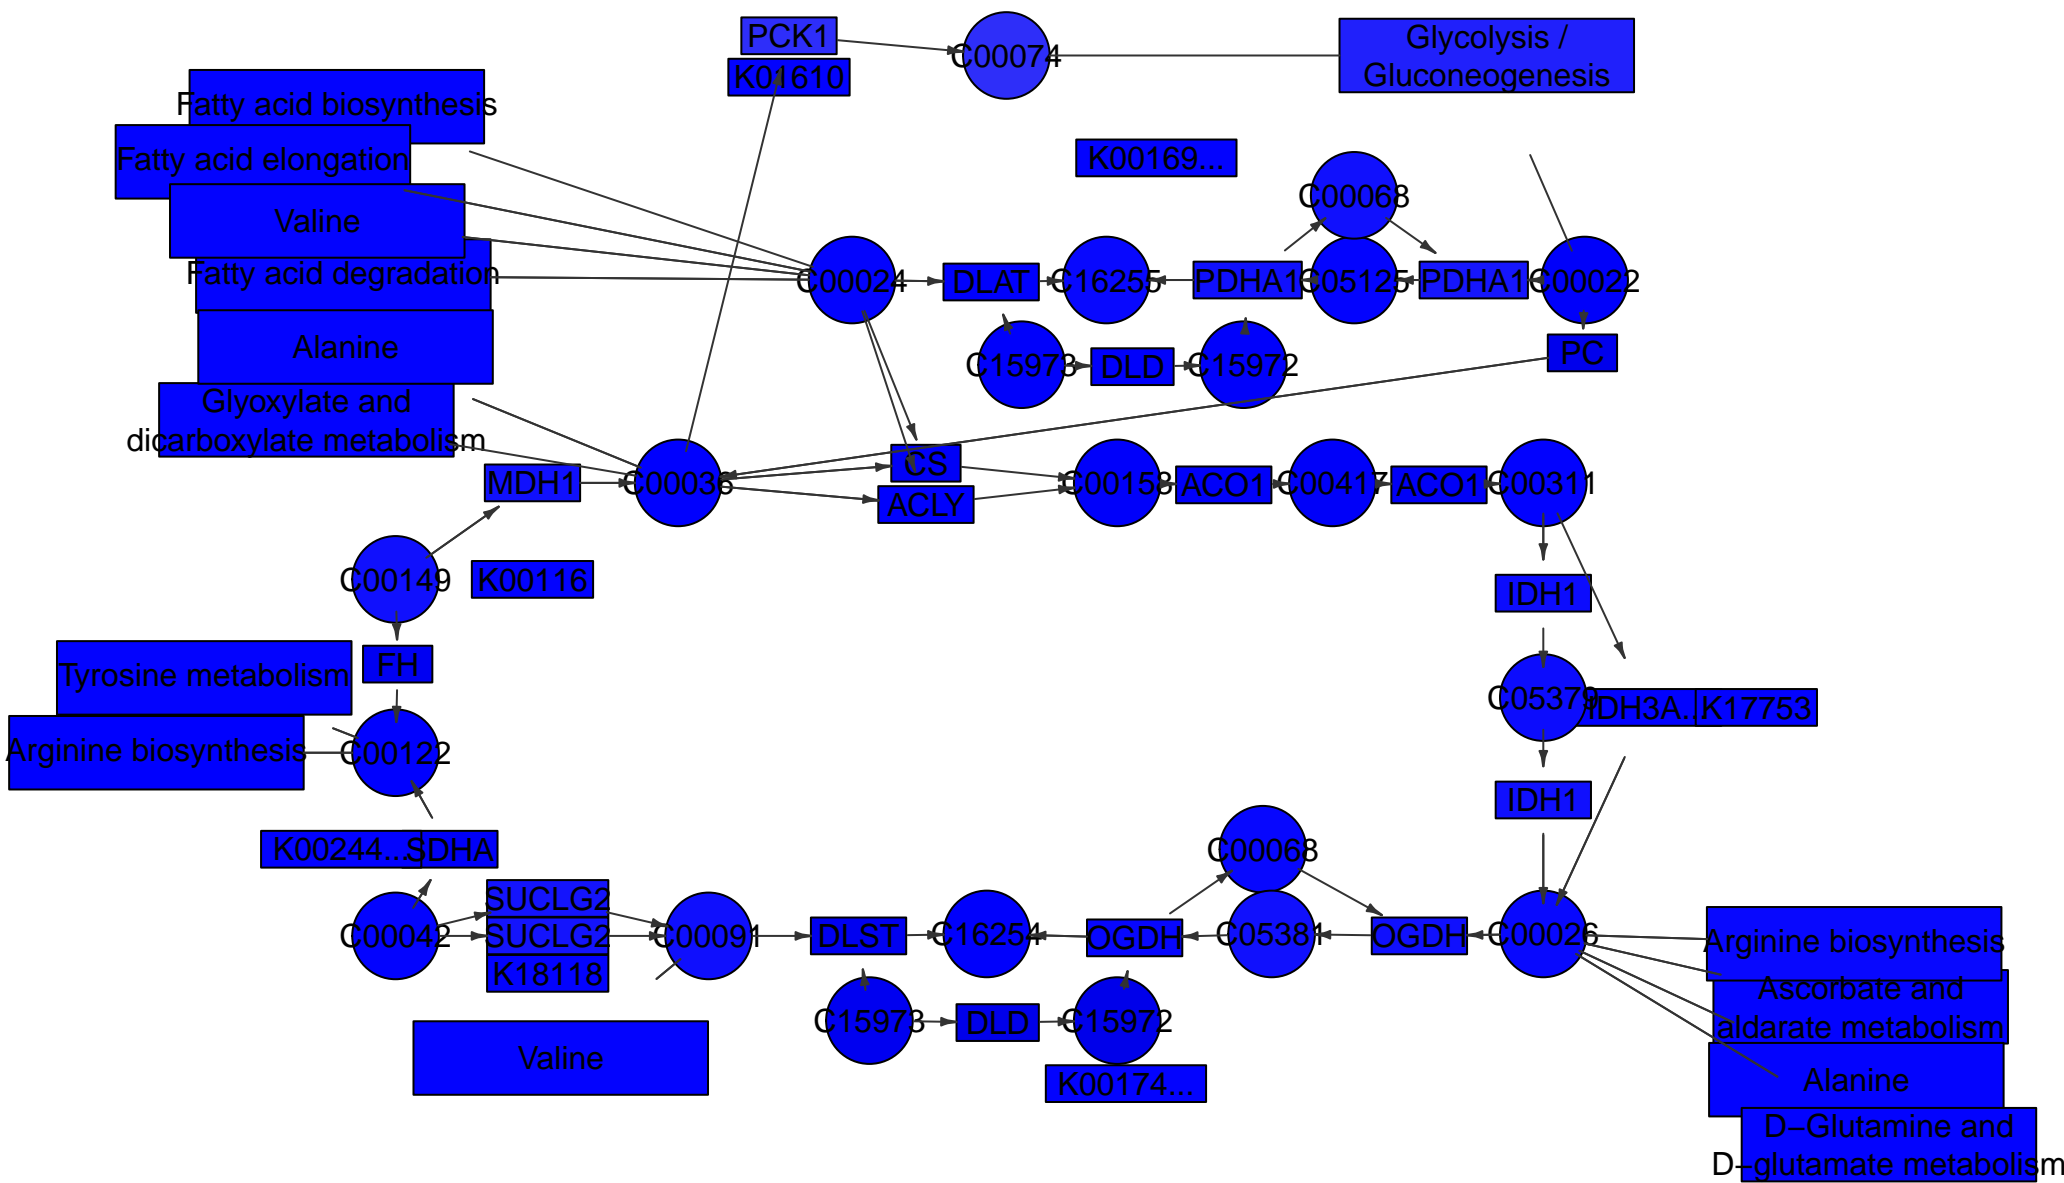 PCK1
C00074
Glycolysis /
Gluconeogenesis
K01610
Fatty acid biosynthesis
Fatty acid elongation
K00169...
C00068
Valine
Fatty acid degradation
C00024
DLAT
C16255
PDHA1
C05125
PDHA1
C00022
Alanine
C15973
DLD
C15972
PC
Glyoxylate and
dicarboxylate metabolism
MDH1
C00036
CS
ACLY
C00158
ACO1
C00417
ACO1
C00311
C00149
K00116
IDH1
Tyrosine metabolism
FH
C05379
IDH3A...
K17753
Arginine biosynthesis
C00122
IDH1
K00244...
SDHA
C00068
SUCLG2
C00042
SUCLG2
C00091
DLST
C16254
OGDH
C05381
OGDH
C00026
Arginine biosynthesis
K18118
Ascorbate and
aldarate metabolism
C15973
DLD
C15972
Valine
K00174...
Alanine
D−Glutamine and
D−glutamate metabolism